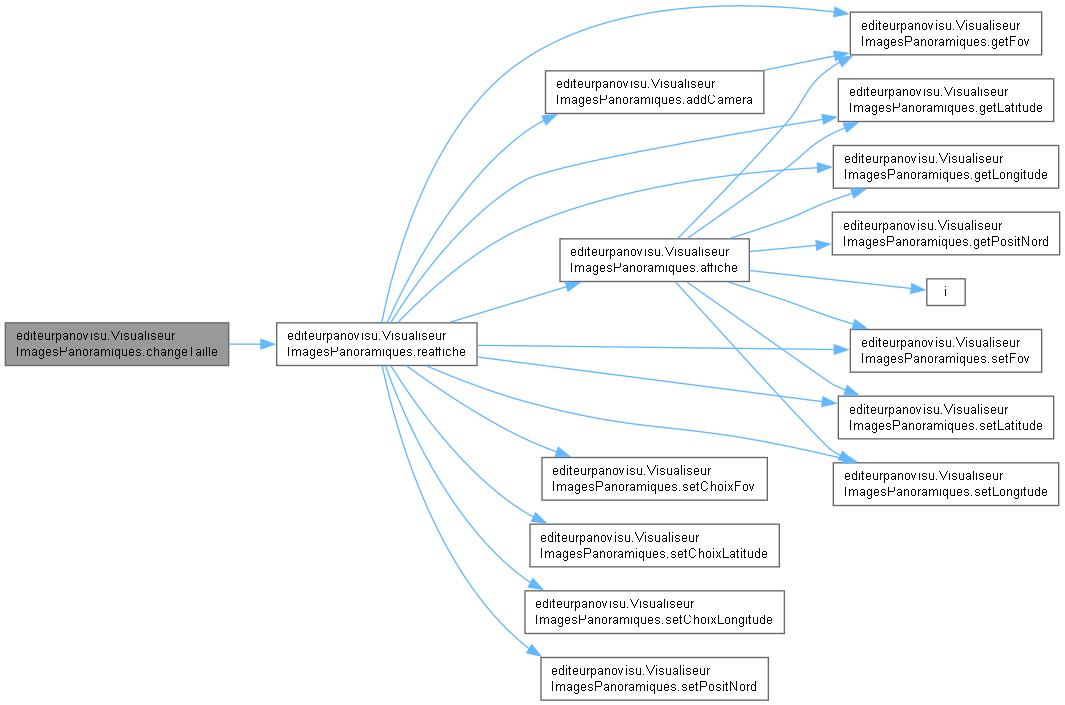 editeurpanovisu.Visualiseur
ImagesPanoramiques.changeTaille
editeurpanovisu.Visualiseur
ImagesPanoramiques.reaffiche
editeurpanovisu.Visualiseur
ImagesPanoramiques.addCamera
editeurpanovisu.Visualiseur
ImagesPanoramiques.affiche
editeurpanovisu.Visualiseur
ImagesPanoramiques.setChoixFov
editeurpanovisu.Visualiseur
ImagesPanoramiques.setChoixLatitude
editeurpanovisu.Visualiseur
ImagesPanoramiques.setChoixLongitude
editeurpanovisu.Visualiseur
ImagesPanoramiques.setPositNord
editeurpanovisu.Visualiseur
ImagesPanoramiques.getFov
editeurpanovisu.Visualiseur
ImagesPanoramiques.getLatitude
editeurpanovisu.Visualiseur
ImagesPanoramiques.getLongitude
editeurpanovisu.Visualiseur
ImagesPanoramiques.getPositNord
i
editeurpanovisu.Visualiseur
ImagesPanoramiques.setFov
editeurpanovisu.Visualiseur
ImagesPanoramiques.setLatitude
editeurpanovisu.Visualiseur
ImagesPanoramiques.setLongitude